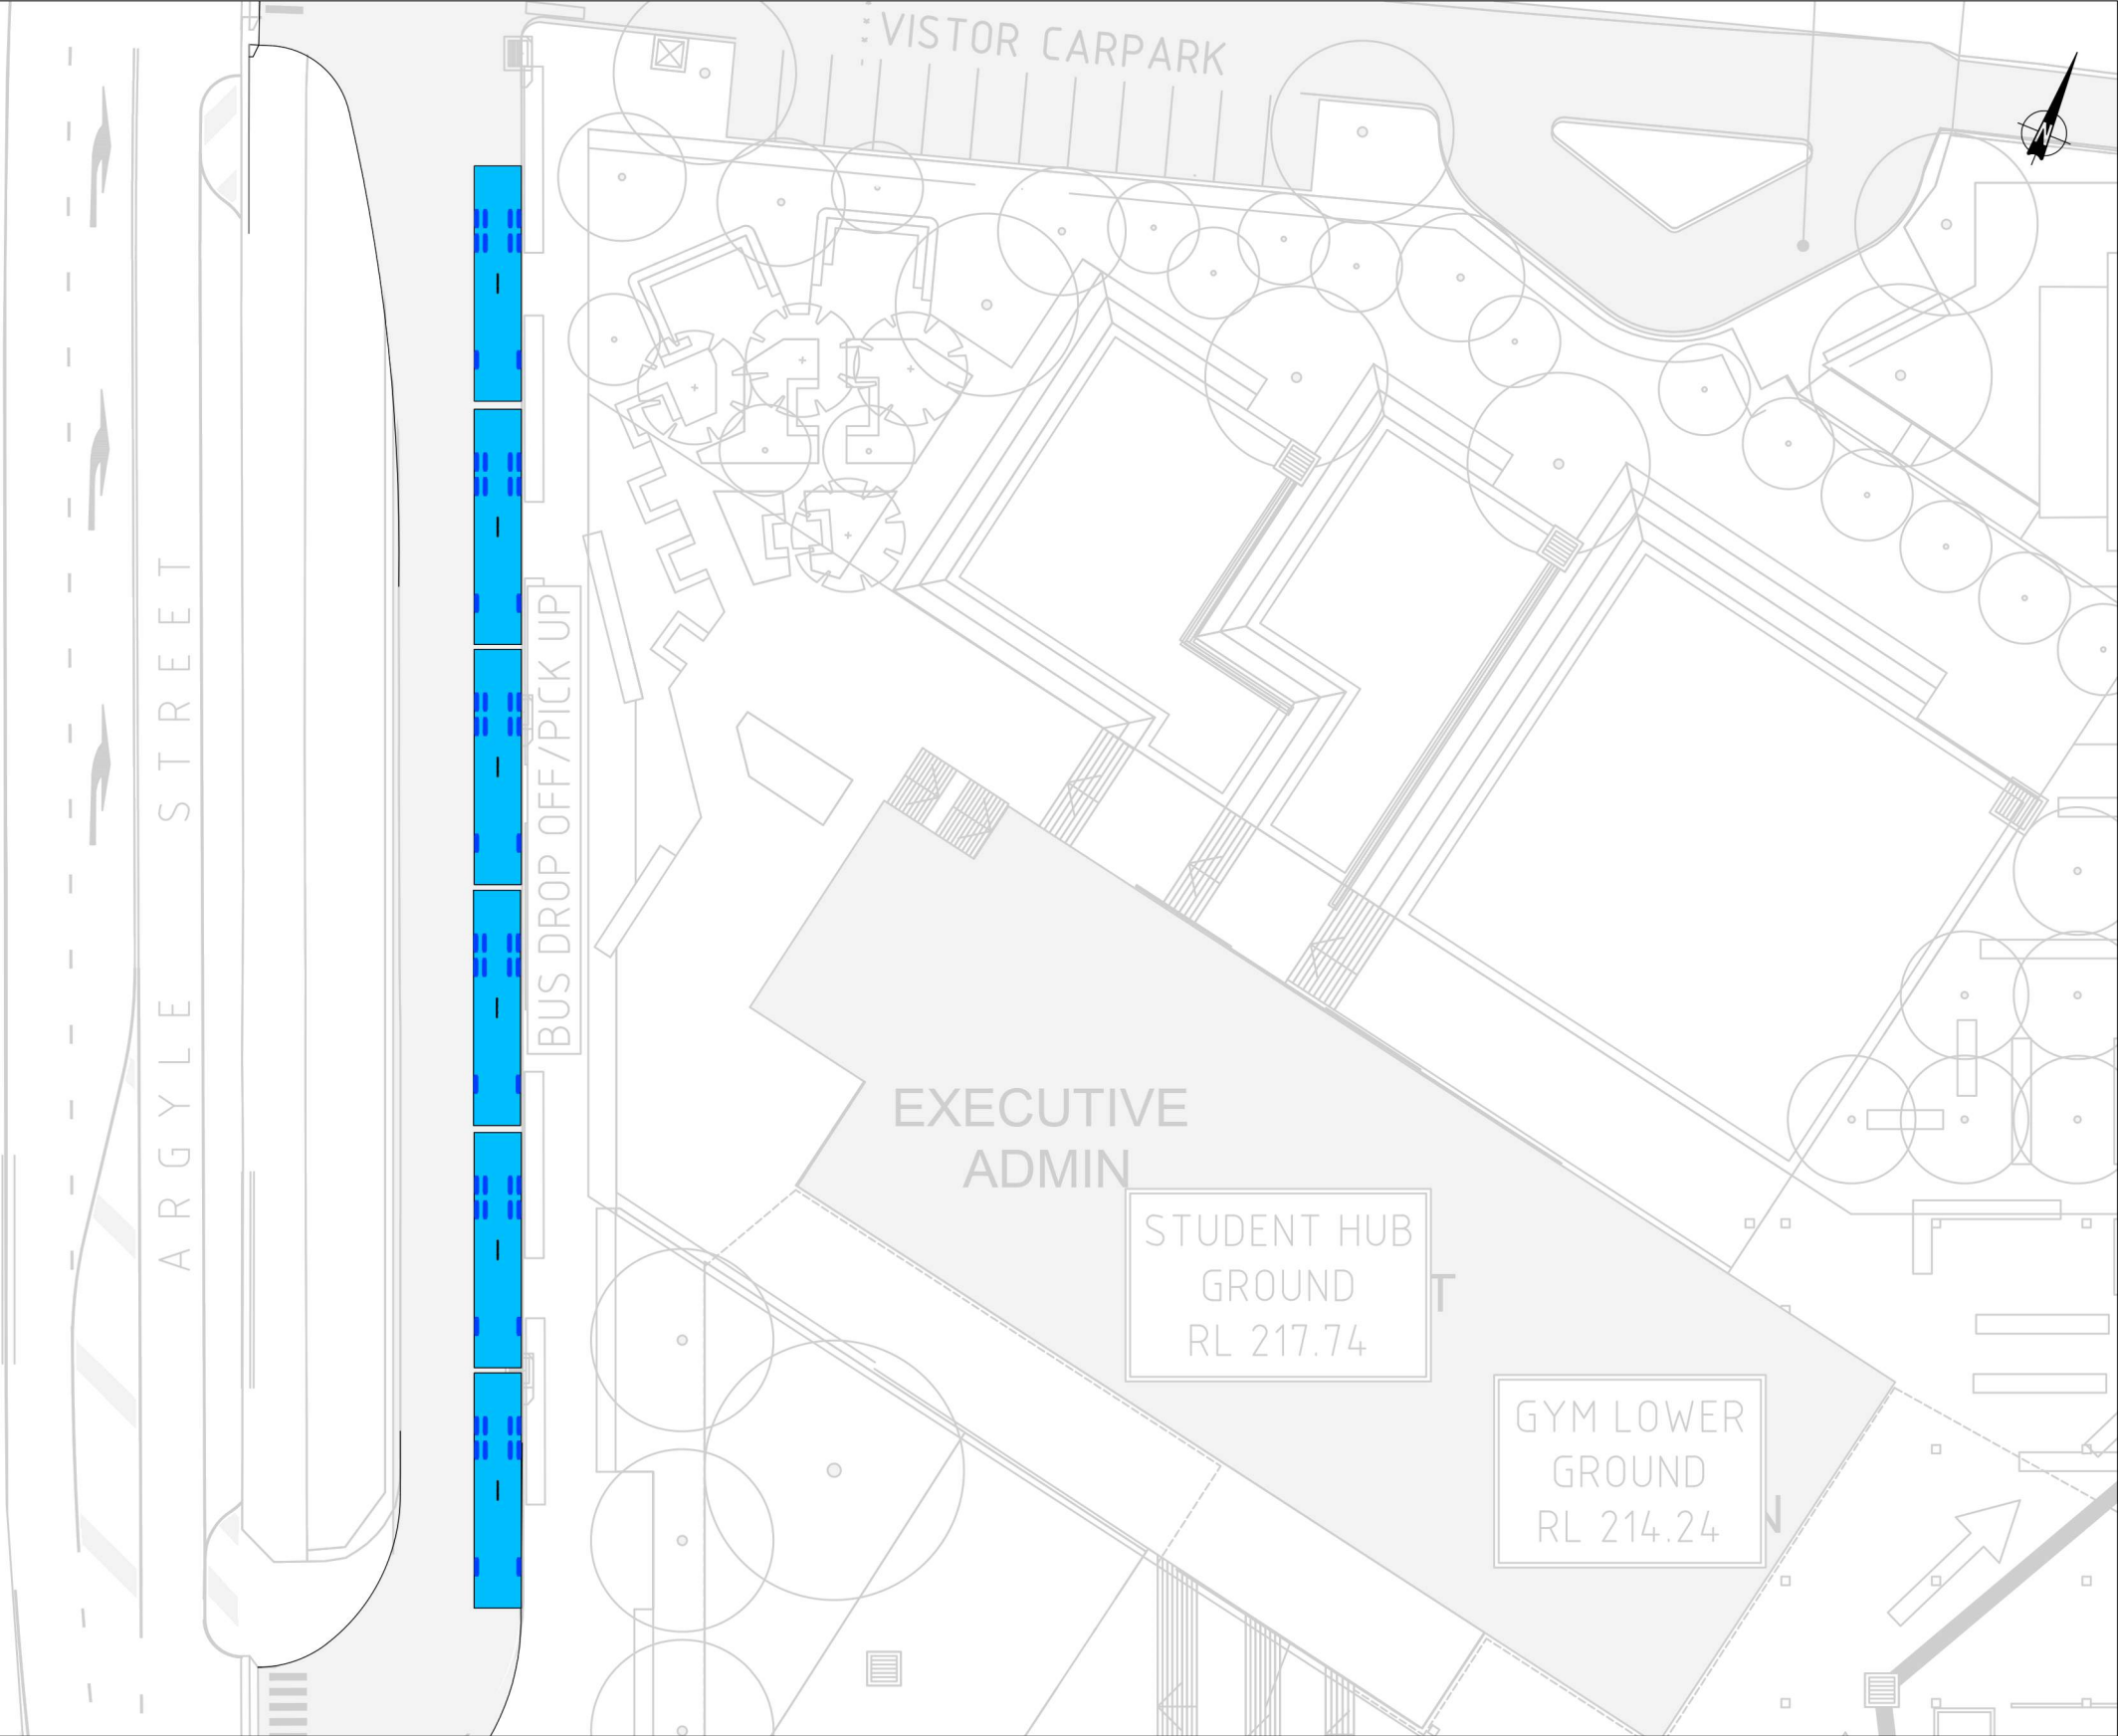 VISTOR CARPARK
N
ARGYLE STREET
BUS DROP OFF/PICK UP
EXECUTIVE
ADMIN
STUDENT HUB
GROUND
RL 217.74
T
GYM LOWER
GROUND
RL 214.24
N